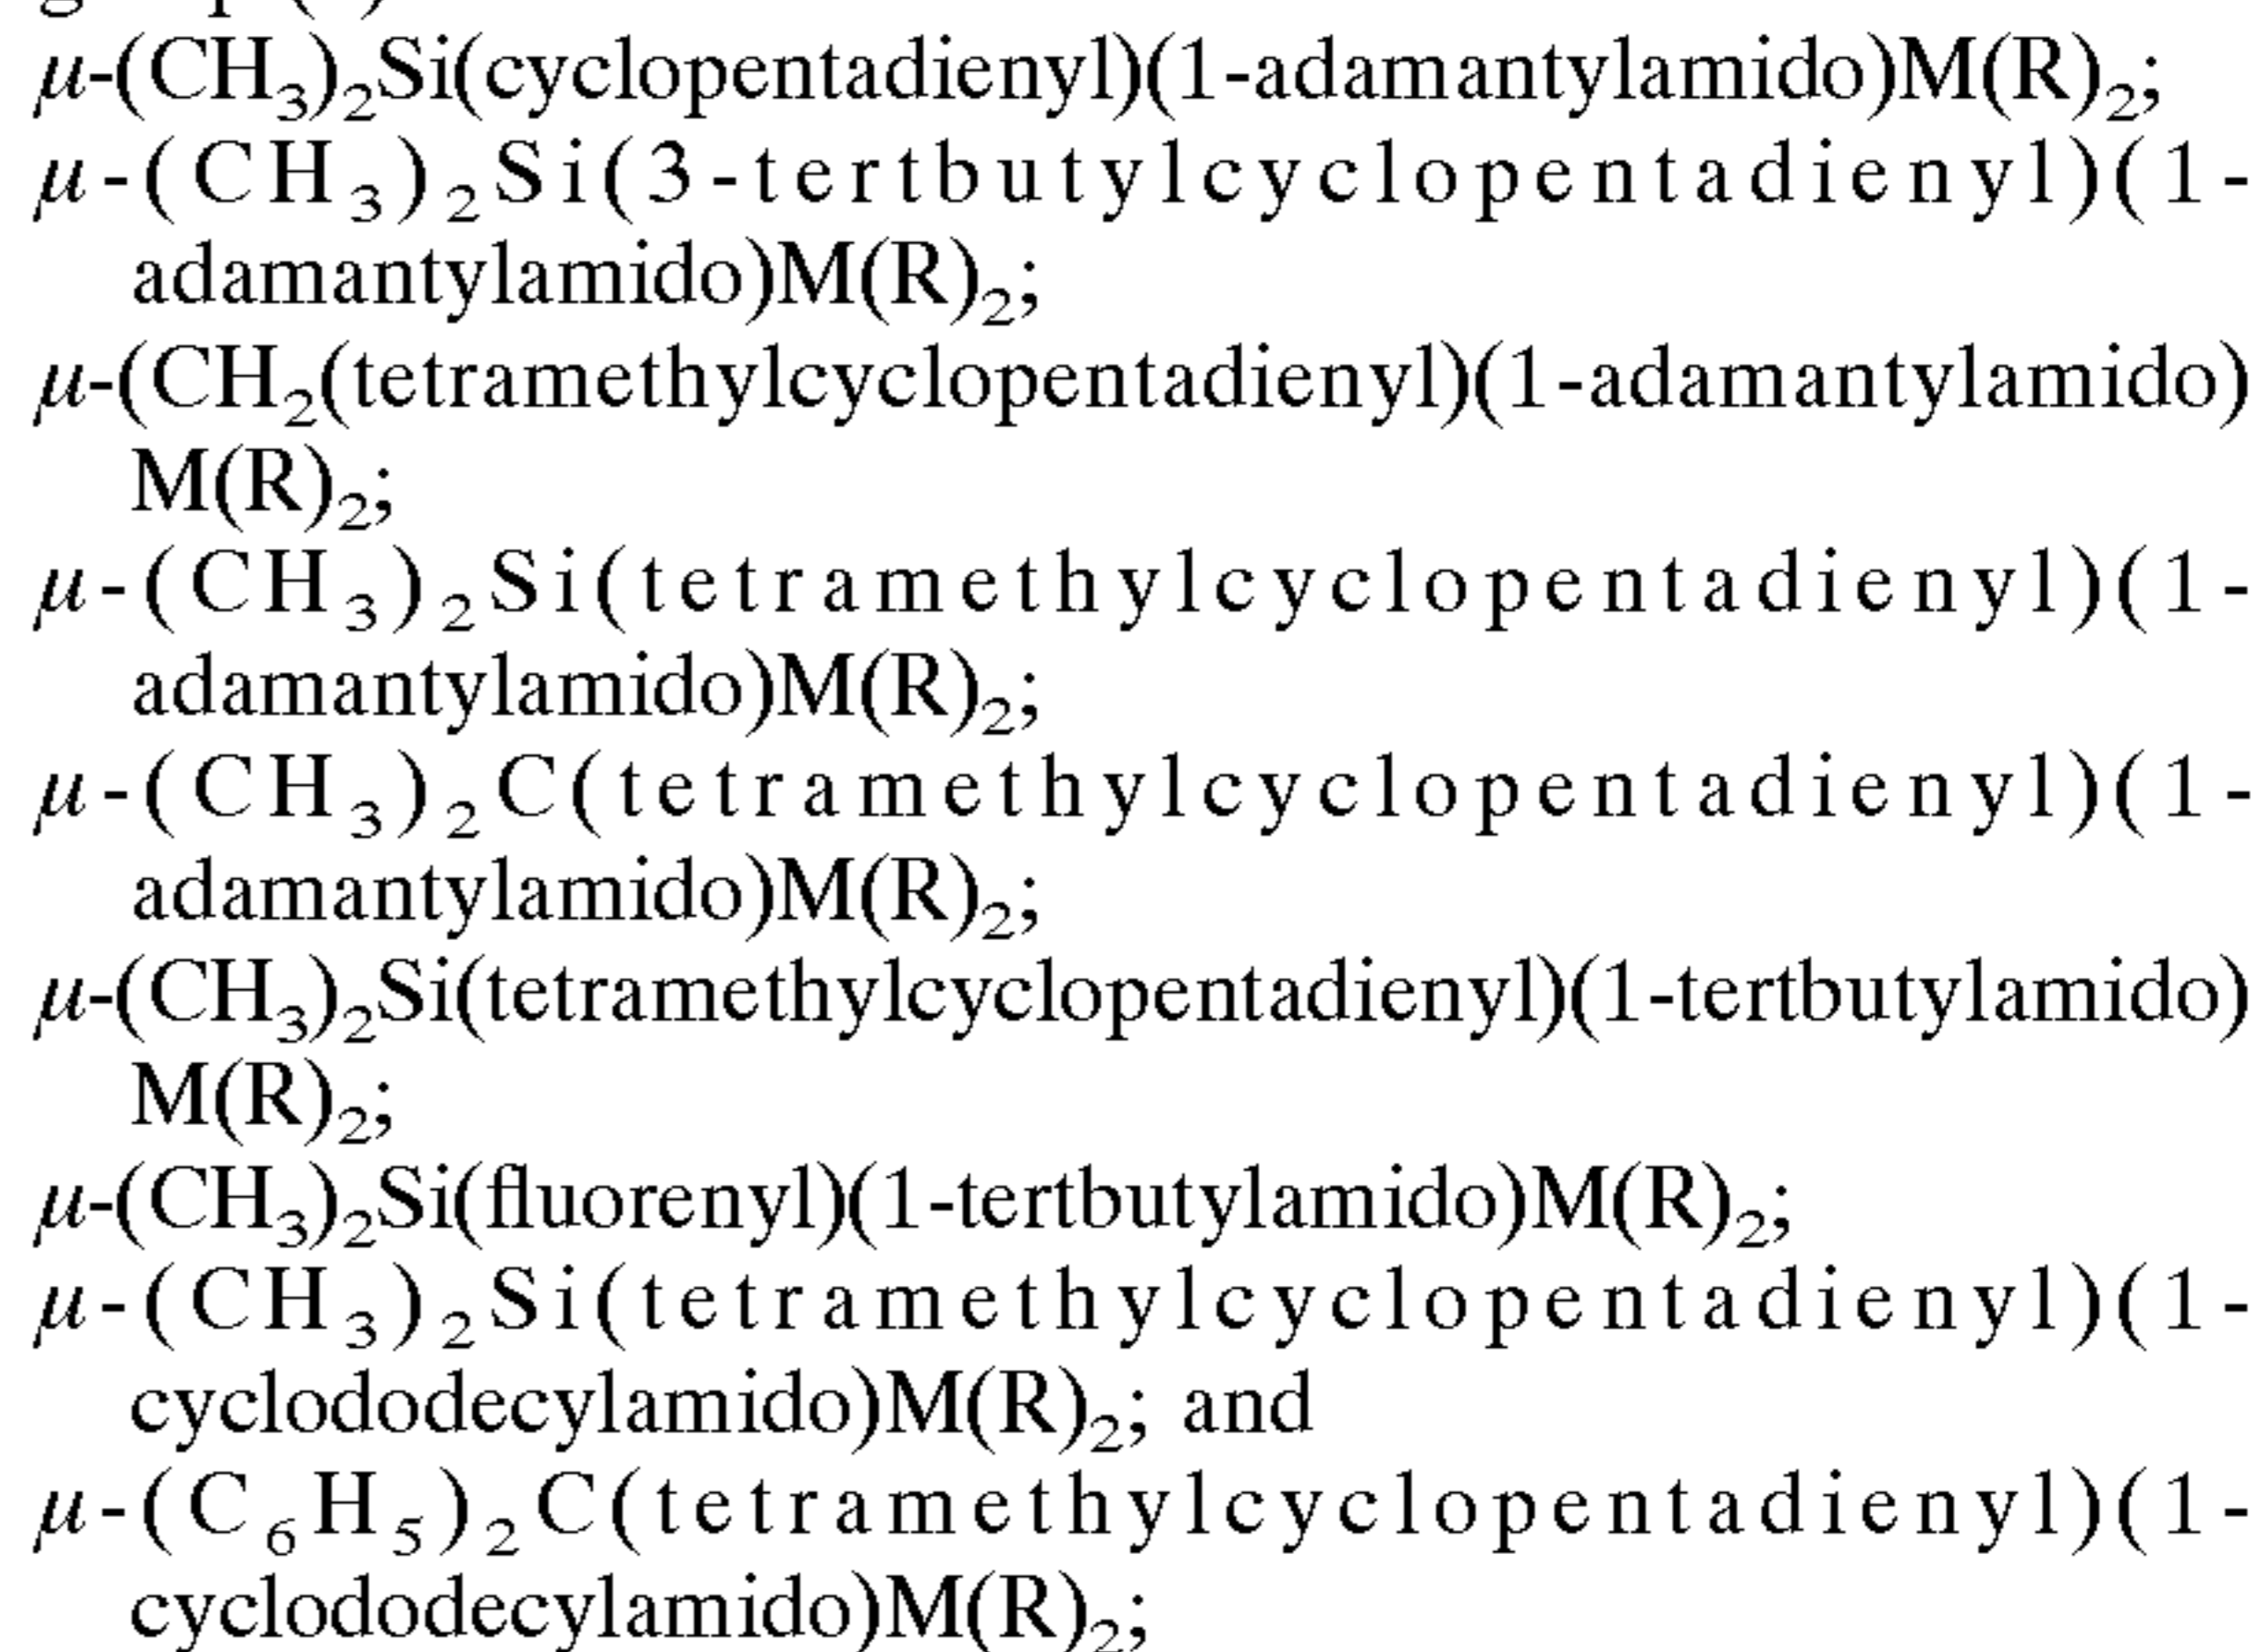 μ-(CH₃)₂Si(cyclopentadienyl)(1-adamantylamido)M(R)₂;
μ-(CH₃)₂Si(3-tertbutylcyclopentadienyl)(1-
adamantylamido)M(R)₂;
μ-(CH₂(tetramethylcyclopentadienyl)(1-adamantylamido)
M(R)₂;
μ-(CH₃)₂Si(tetramethylcyclopentadienyl)(1-
adamantylamido)M(R)₂;
μ-(CH₃)₂C(tetramethylcyclopentadienyl)(1-
adamantylamido)M(R)₂;
μ-(CH₃)₂Si(tetramethylcyclopentadienyl)(1-tertbutylamido)
M(R)₂;
μ-(CH₃)₂Si(fluorenyl)(1-tertbutylamido)M(R)₂;
μ-(CH₃)₂Si(tetramethylcyclopentadienyl)(1-
cyclododecylamido)M(R)₂; and
μ-(C₆H₅)₂C(tetramethylcyclopentadienyl)(1-
cyclododecylamido)M(R)₂;